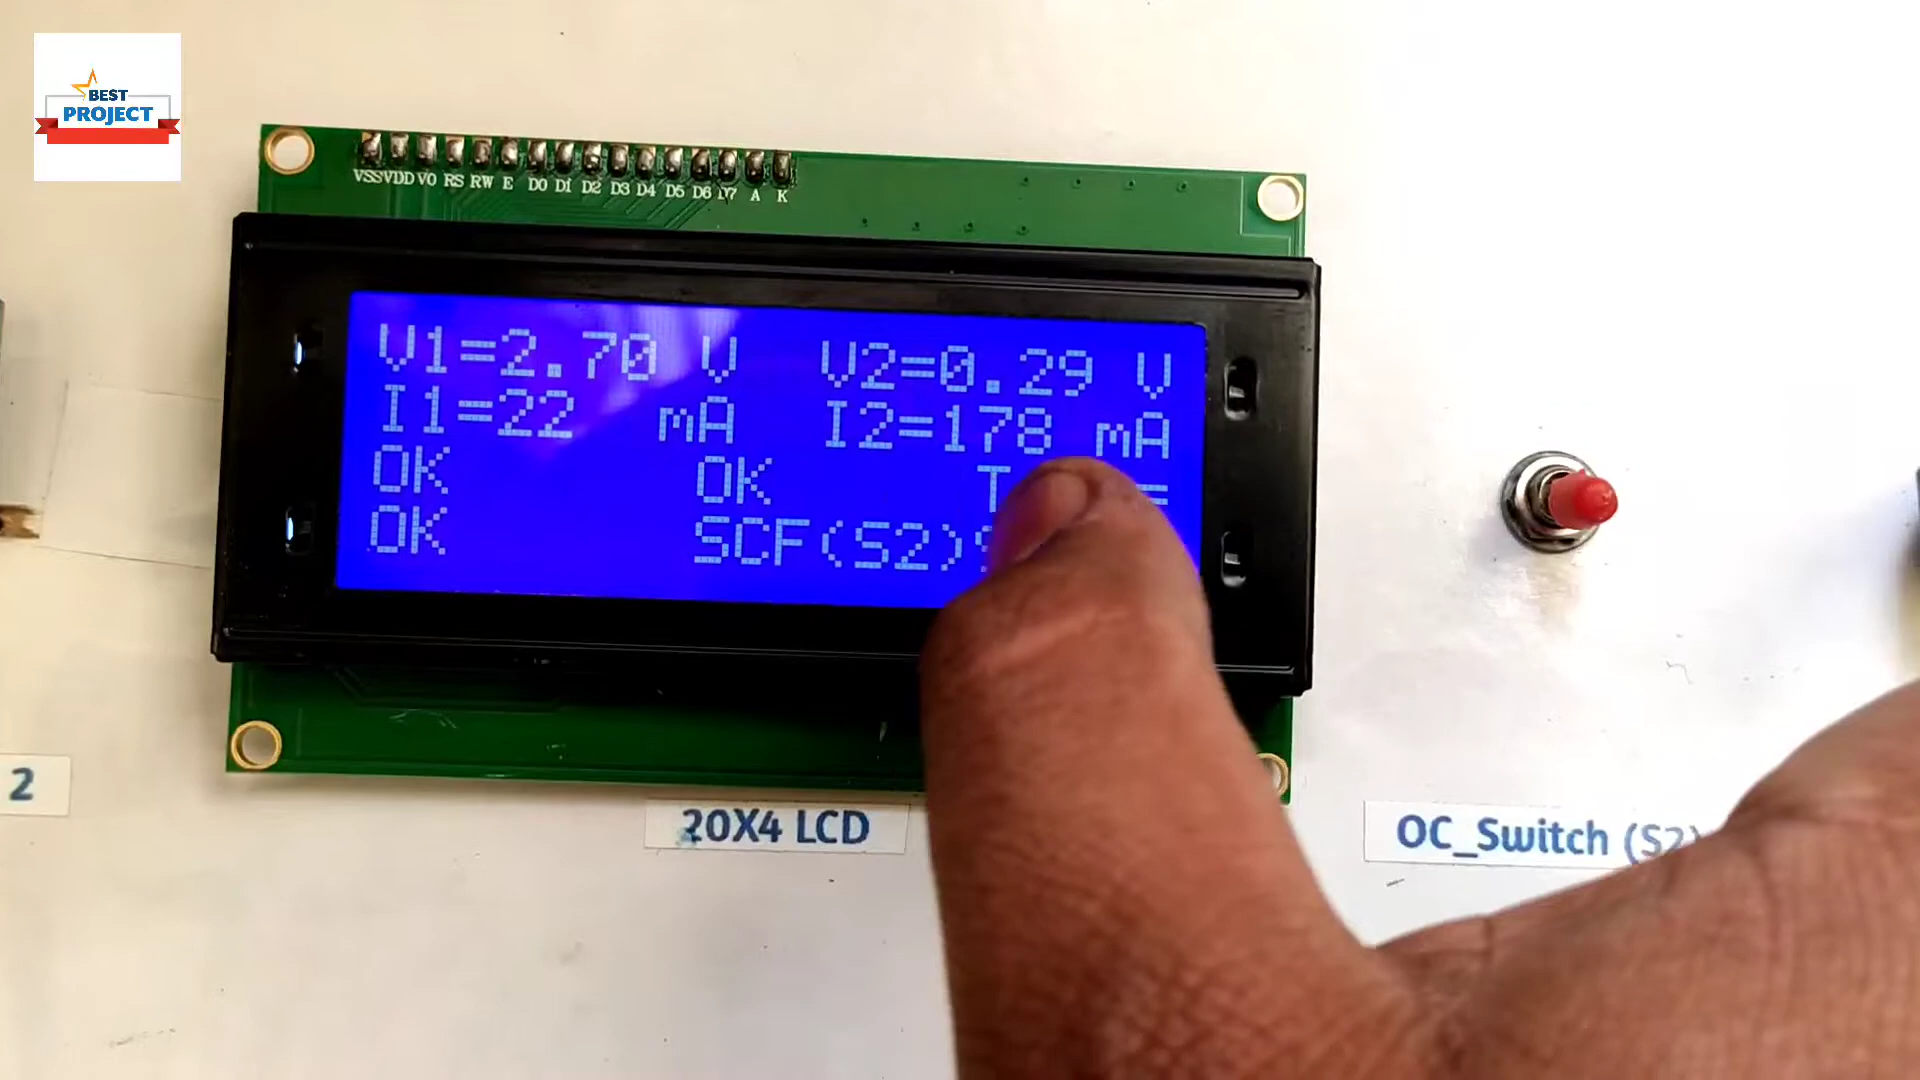 BEST
PROJECT
VSS VDD V0 RS RW E D0 D1 D2 D3 D4 D5 D6 D7 A K
V1=2.70 V V2=0.29 V
I1=22 mA I2=178 mA
OK OK T =
OK SCF(S2)
2
20X4 LCD
OC_Switch (S2)